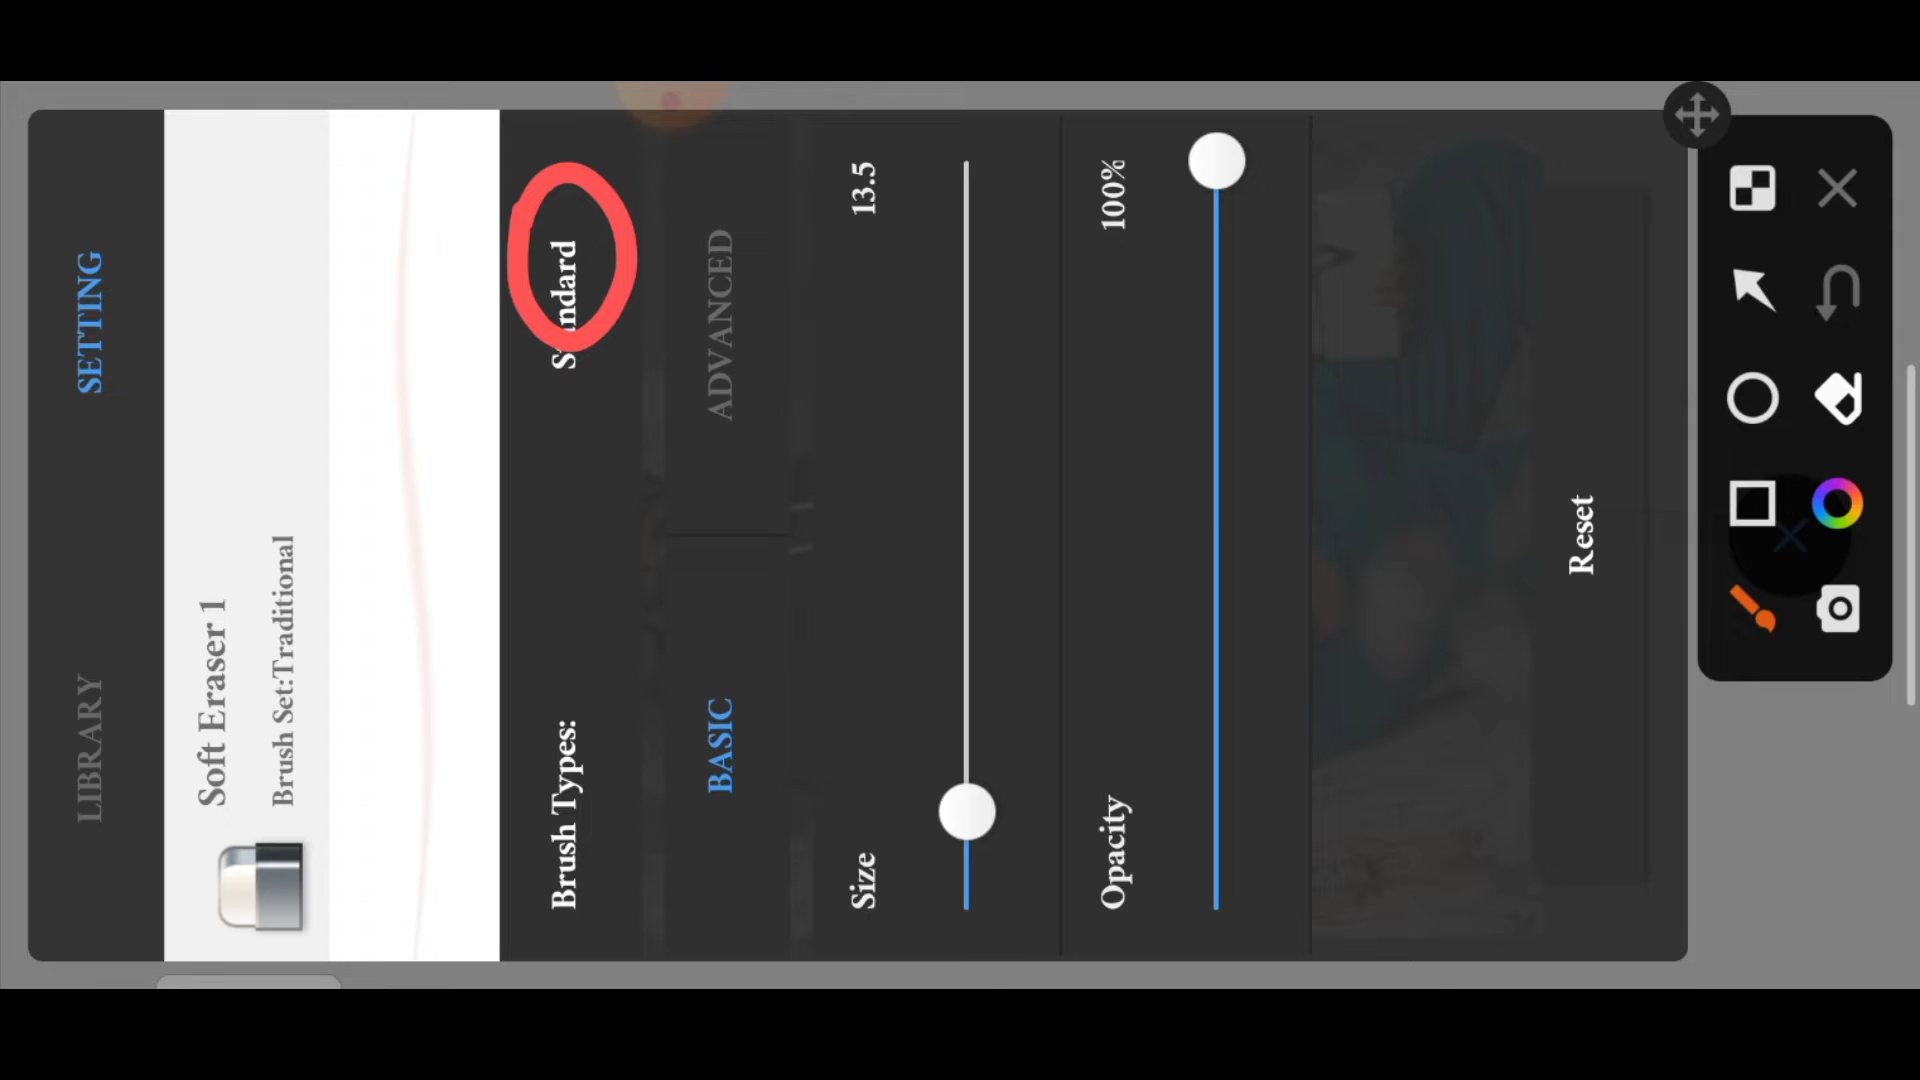 LIBRARY SETTING
Soft Eraser 1
Brush Set:Traditional
Brush Types: Standard
BASIC ADVANCED
Size 13.5
Opacity 100%
Reset